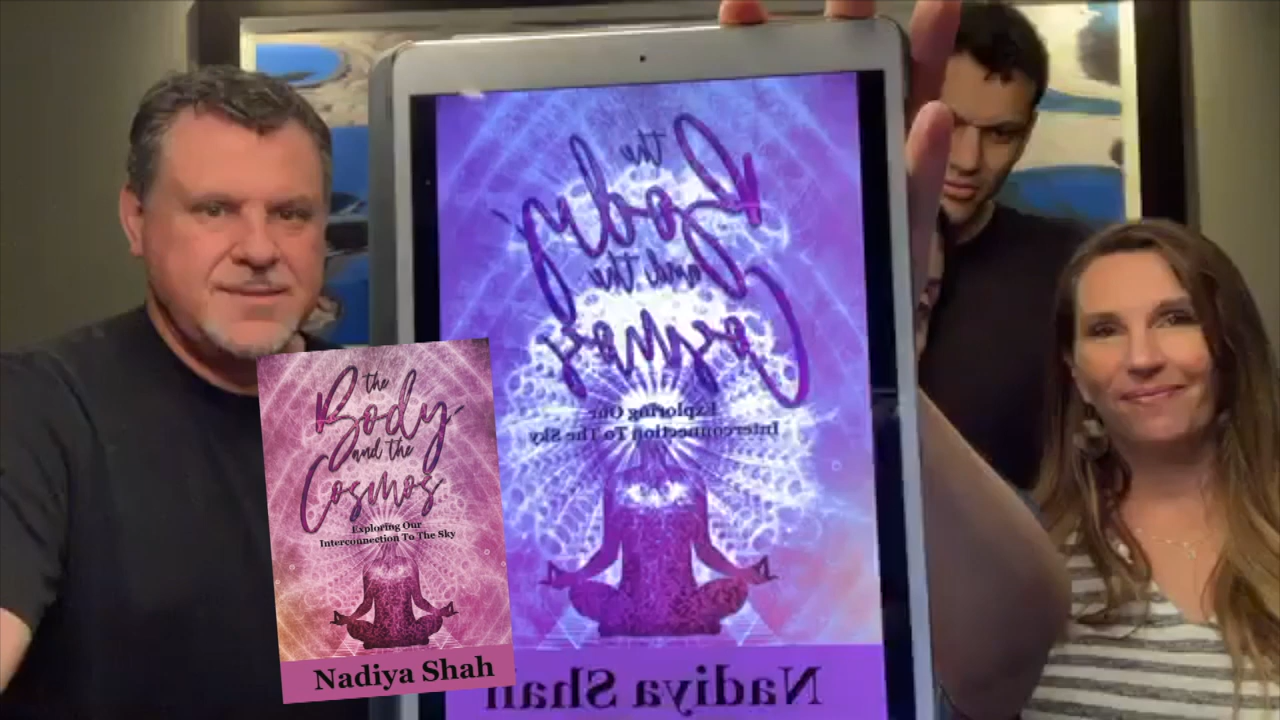 the
Body
and the
Cosmos
Exploring Our
Interconnection To The Sky
Nadiya Shah
the
Body
and the
Cosmos
Exploring Our
Interconnection To The Sky
Nadiya Shah